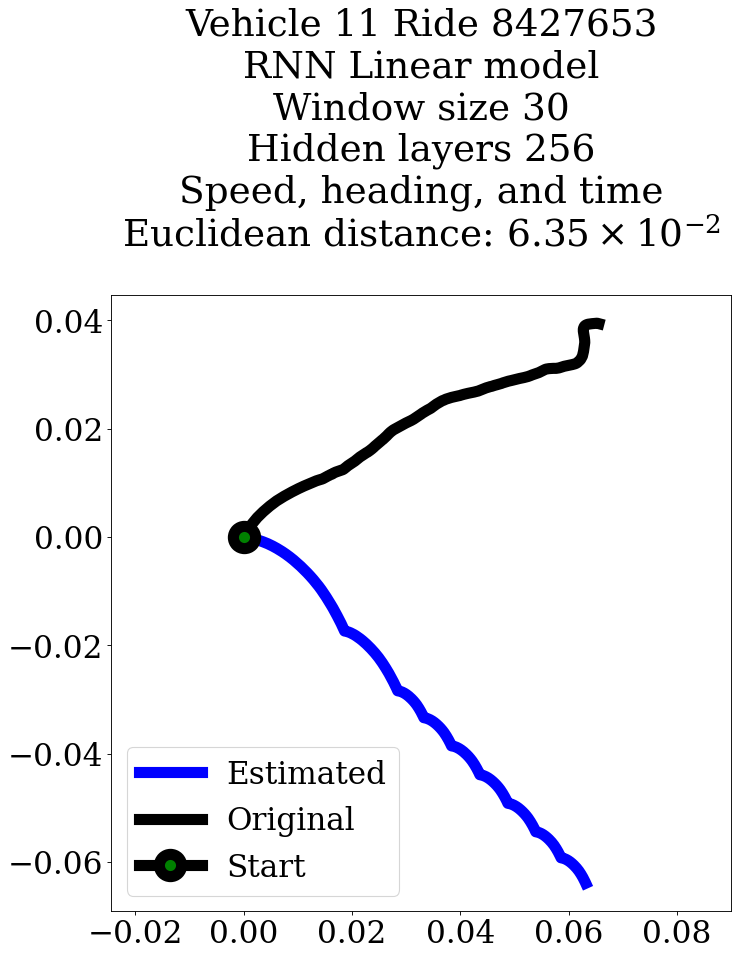 Vehicle 11 Ride 8427653
RNN Linear model
Window size 30
Hidden layers 256
Speed, heading, and time
Euclidean distance: 6.35 × 10⁻²
0.04
0.02
0.00
−0.02
−0.04
−0.06
Estimated
Original
Start
−0.02 0.00 0.02 0.04 0.06 0.08